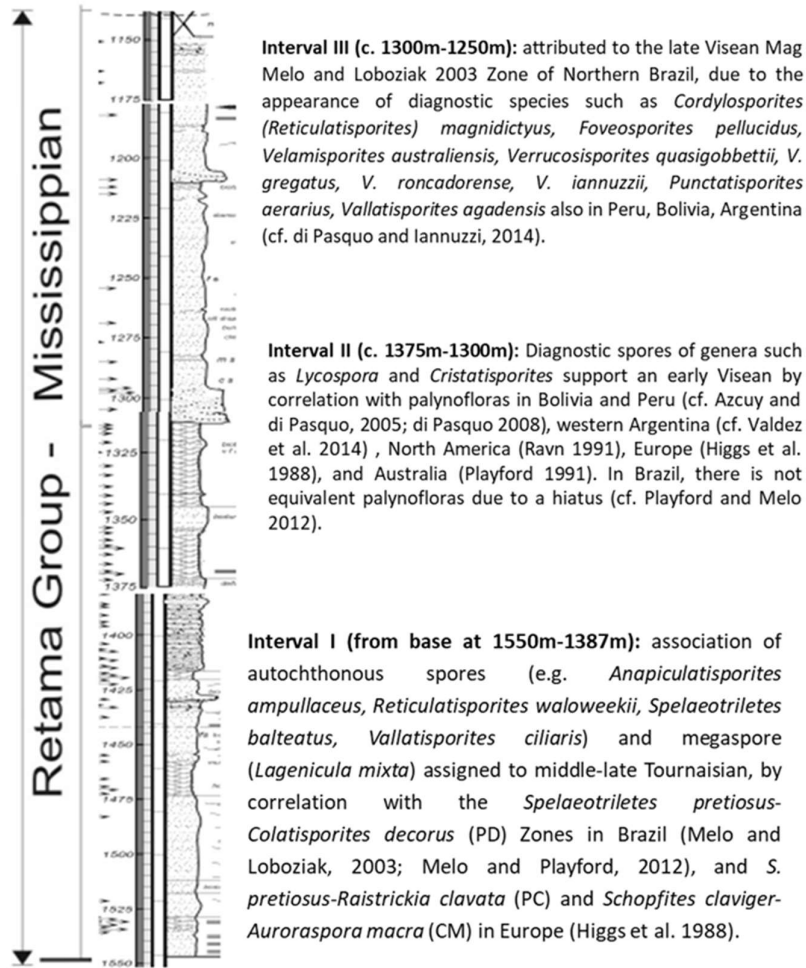 Retama Group - Mississippian
1150
1175
1200
1225
1250
1275
1300
1325
1350
1375
1400
1425
1450
1475
1500
1525
1550
Interval III (c. 1300m-1250m): attributed to the late Visean Mag
Melo and Loboziak 2003 Zone of Northern Brazil, due to the
appearance of diagnostic species such as Cordylosporites
(Reticulatisporites) magnidictyus, Foveosporites pellucidus,
Velamisporites australiensis, Verrucosisporites quasigobbettii, V.
gregatus, V. roncadorense, V. iannuzzii, Punctatisporites
aerarius, Vallatisporites agadensis also in Peru, Bolivia, Argentina
(cf. di Pasquo and Iannuzzi, 2014).
Interval II (c. 1375m-1300m): Diagnostic spores of genera such
as Lycospora and Cristatisporites support an early Visean by
correlation with palynofloras in Bolivia and Peru (cf. Azcuy and
di Pasquo, 2005; di Pasquo 2008), western Argentina (cf. Valdez
et al. 2014) , North America (Ravn 1991), Europe (Higgs et al.
1988), and Australia (Playford 1991). In Brazil, there is not
equivalent palynofloras due to a hiatus (cf. Playford and Melo
2012).
Interval I (from base at 1550m-1387m): association of
autochthonous spores (e.g. Anapiculatisporites
ampullaceus, Reticulatisporites waloweekii, Spelaeotriletes
balteatus, Vallatisporites ciliaris) and megaspore
(Lagenicula mixta) assigned to middle-late Tournaisian, by
correlation with the Spelaeotriletes pretiosus-
Colatisporites decorus (PD) Zones in Brazil (Melo and
Loboziak, 2003; Melo and Playford, 2012), and S.
pretiosus-Raistrickia clavata (PC) and Schopfites claviger-
Auroraspora macra (CM) in Europe (Higgs et al. 1988).